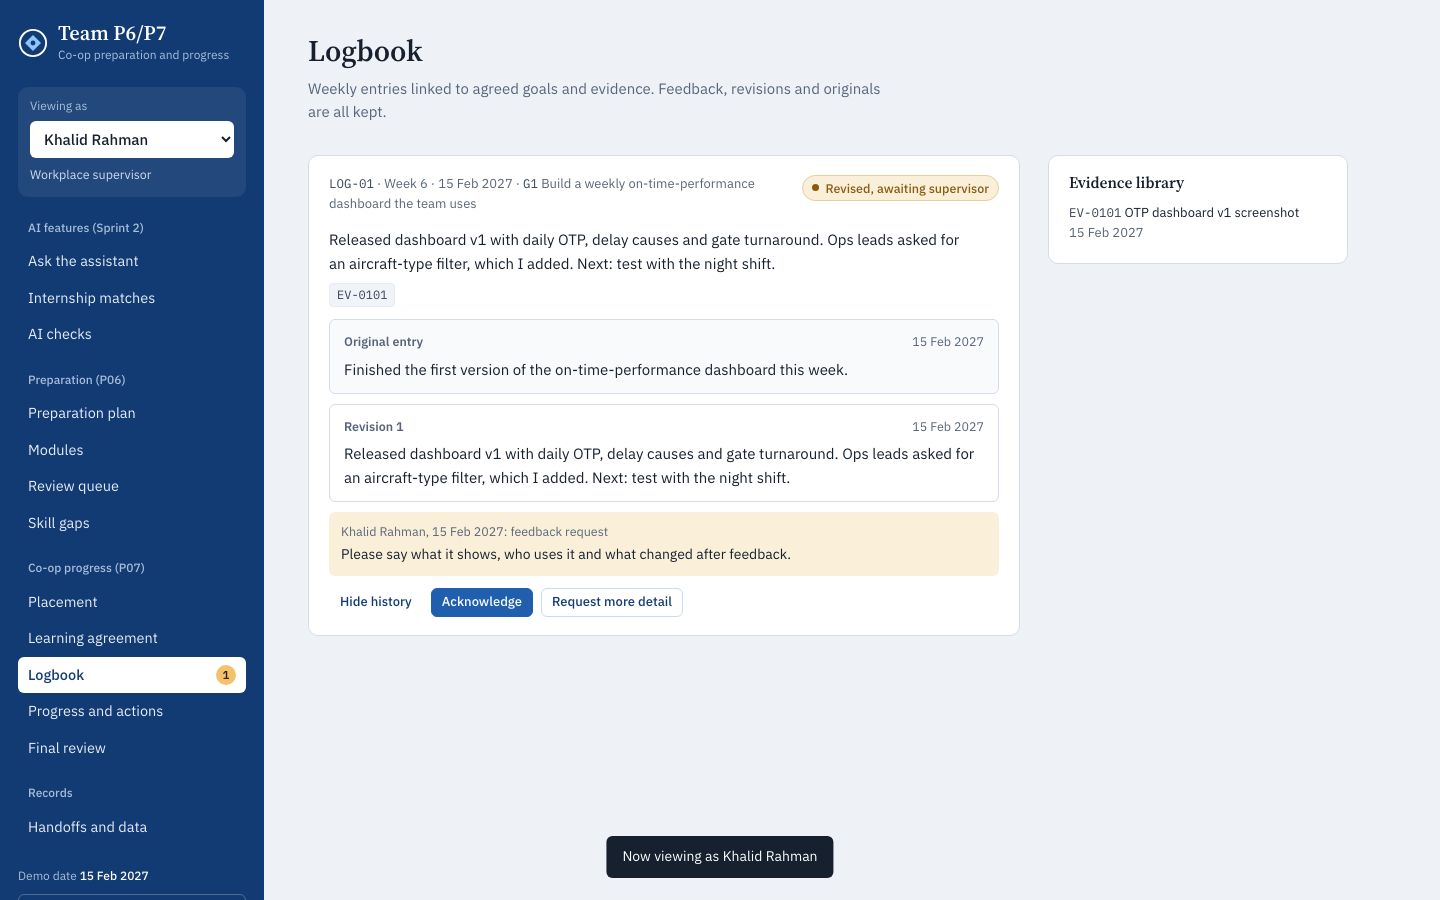 Team P6/P7
Co-op preparation and progress
Viewing as
Khalid Rahman
Workplace supervisor
AI features (Sprint 2)
Ask the assistant
Internship matches
AI checks
Preparation (P06)
Preparation plan
Modules
Review queue
Skill gaps
Co-op progress (P07)
Placement
Learning agreement
Logbook 1
Progress and actions
Final review
Records
Handoffs and data
Demo date 15 Feb 2027
Logbook
Weekly entries linked to agreed goals and evidence. Feedback, revisions and originals
are all kept.
LOG-01 · Week 6 · 15 Feb 2027 · G1 Build a weekly on-time-performance
dashboard the team uses
Revised, awaiting supervisor
Released dashboard v1 with daily OTP, delay causes and gate turnaround. Ops leads asked for
an aircraft-type filter, which I added. Next: test with the night shift.
EV-0101
Original entry 15 Feb 2027
Finished the first version of the on-time-performance dashboard this week.
Revision 1 15 Feb 2027
Released dashboard v1 with daily OTP, delay causes and gate turnaround. Ops leads asked for
an aircraft-type filter, which I added. Next: test with the night shift.
Khalid Rahman, 15 Feb 2027: feedback request
Please say what it shows, who uses it and what changed after feedback.
Hide history Acknowledge Request more detail
Evidence library
EV-0101 OTP dashboard v1 screenshot
15 Feb 2027
Now viewing as Khalid Rahman